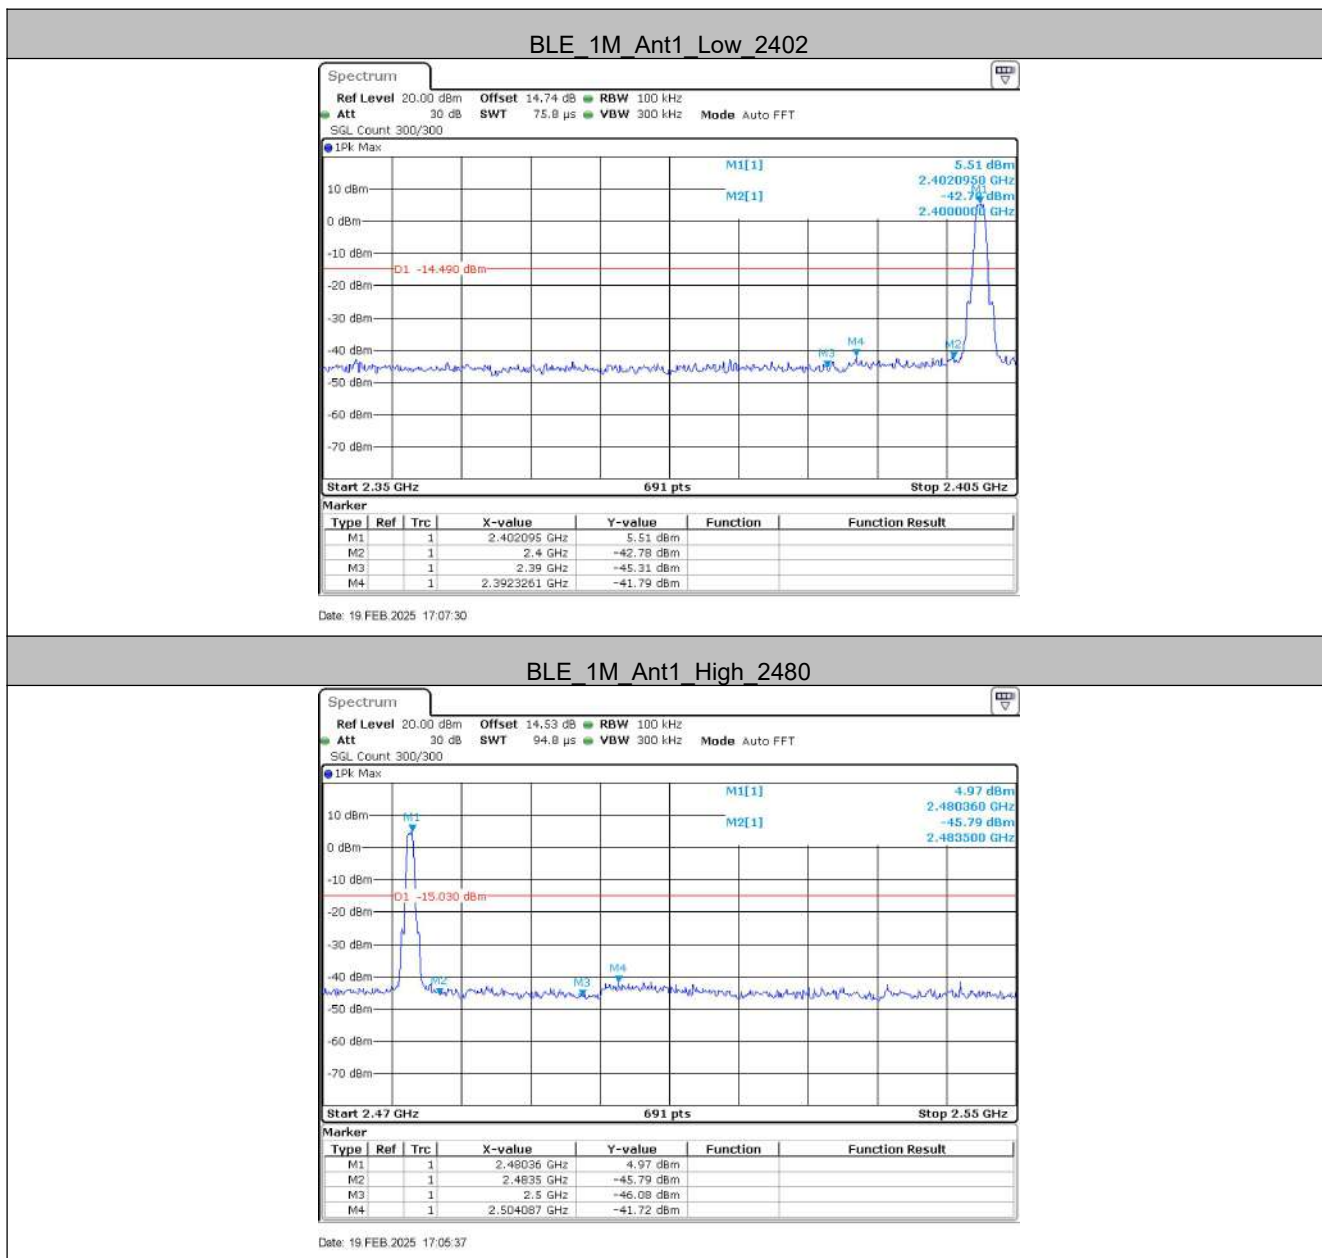 BLE_1M_Ant1_Low_2402
Spectrum
Ref Level 20.00 dBm Offset 14.74 dB RBW 100 kHz
Att 30 dB SWT 75.8 µs VBW 300 kHz Mode Auto FFT
SGL Count 300/300
1Pk Max
M1[1] 5.51 dBm
2.4020950 GHz
M2[1] -42.78 dBm
2.4000000 GHz
M1
10 dBm
0 dBm
-10 dBm
D1 -14.490 dBm
-20 dBm
-30 dBm
-40 dBm
M3 M4 M2
-50 dBm
-60 dBm
-70 dBm
Start 2.35 GHz 691 pts Stop 2.405 GHz
Marker
Type Ref Trc X-value Y-value Function Function Result
M1 1 2.402095 GHz 5.51 dBm
M2 1 2.4 GHz -42.78 dBm
M3 1 2.39 GHz -45.31 dBm
M4 1 2.3923261 GHz -41.79 dBm
Date: 19.FEB.2025 17:07:30
BLE_1M_Ant1_High_2480
Spectrum
Ref Level 20.00 dBm Offset 14.53 dB RBW 100 kHz
Att 30 dB SWT 94.8 µs VBW 300 kHz Mode Auto FFT
SGL Count 300/300
1Pk Max
M1[1] 4.97 dBm
2.480360 GHz
M2[1] -45.79 dBm
2.483500 GHz
10 dBm
M1
0 dBm
-10 dBm
D1 -15.030 dBm
-20 dBm
-30 dBm
-40 dBm
M2 M3 M4
-50 dBm
-60 dBm
-70 dBm
Start 2.47 GHz 691 pts Stop 2.55 GHz
Marker
Type Ref Trc X-value Y-value Function Function Result
M1 1 2.48036 GHz 4.97 dBm
M2 1 2.4835 GHz -45.79 dBm
M3 1 2.5 GHz -46.08 dBm
M4 1 2.504087 GHz -41.72 dBm
Date: 19.FEB.2025 17:05:37